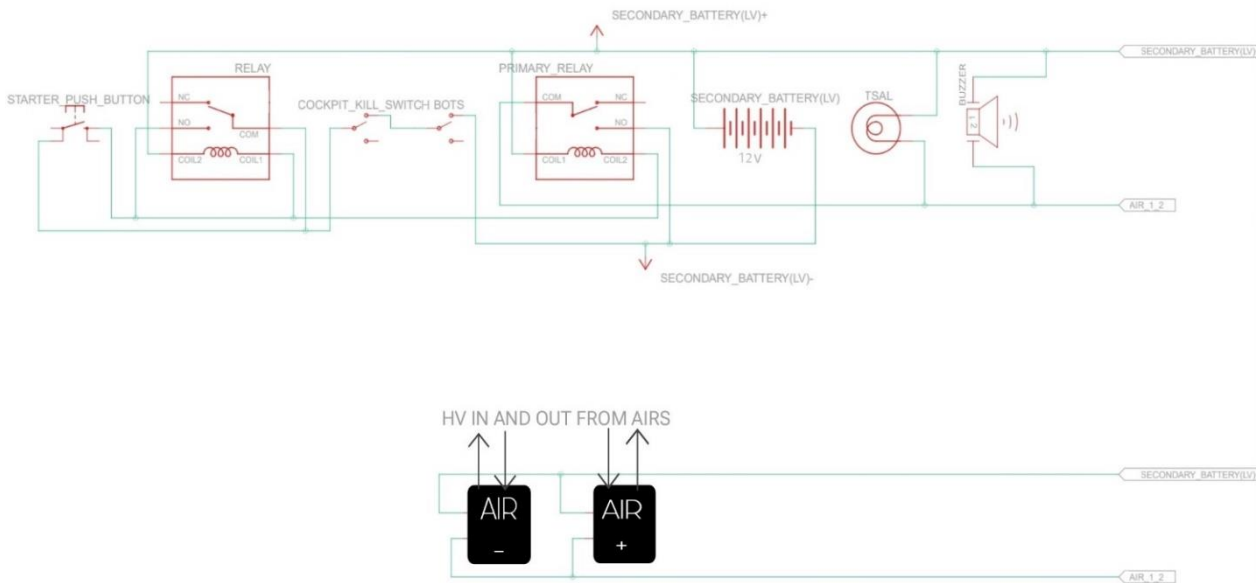 SECONDARY_BATTERY(LV)+
SECONDARY_BATTERY(LV)
RELAY
PRIMARY_RELAY
STARTER_PUSH_BUTTON
NC
NO
COM
COIL2
COIL1
COCKPIT_KILL_SWITCH BOTS
COM
NC
NO
COIL1
COIL2
SECONDARY_BATTERY(LV)
12V
TSAL
BUZZER
L 2
AIR_1_2
SECONDARY_BATTERY(LV)-
HV IN AND OUT FROM AIRS
SECONDARY_BATTERY(LV)
AIR
–
AIR
+
AIR_1_2